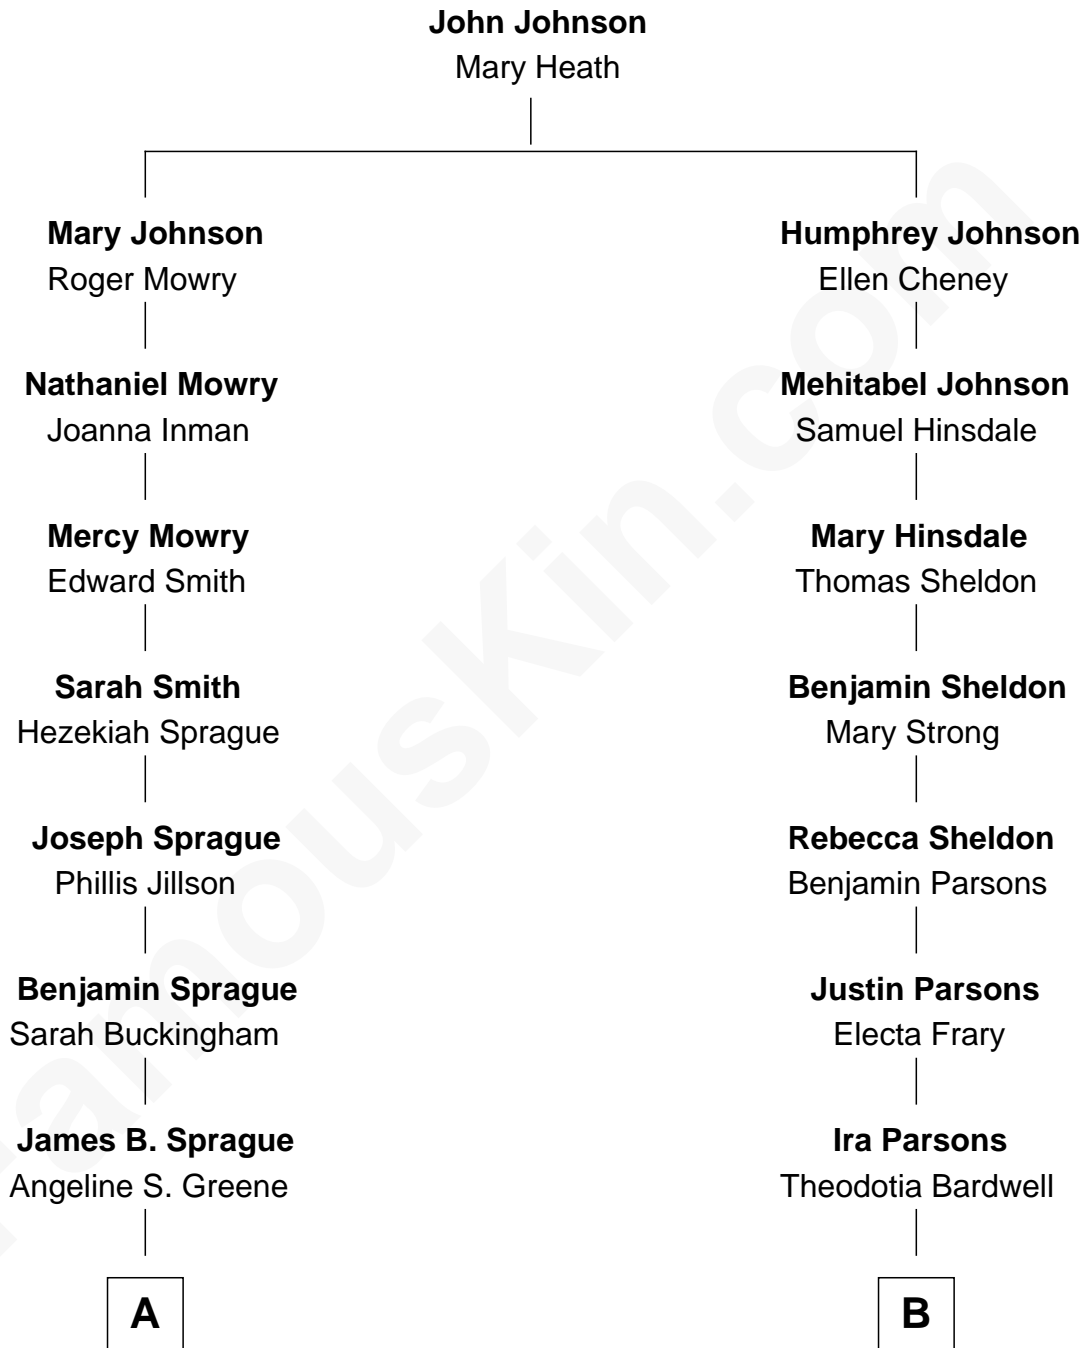 John Johnson
Mary Heath
Mary Johnson
Roger Mowry
Nathaniel Mowry
Joanna Inman
Mercy Mowry
Edward Smith
Sarah Smith
Hezekiah Sprague
Joseph Sprague
Phillis Jillson
Benjamin Sprague
Sarah Buckingham
James B. Sprague
Angeline S. Greene
A
Humphrey Johnson
Ellen Cheney
Mehitabel Johnson
Samuel Hinsdale
Mary Hinsdale
Thomas Sheldon
Benjamin Sheldon
Mary Strong
Rebecca Sheldon
Benjamin Parsons
Justin Parsons
Electa Frary
Ira Parsons
Theodotia Bardwell
B
FamousKin.com